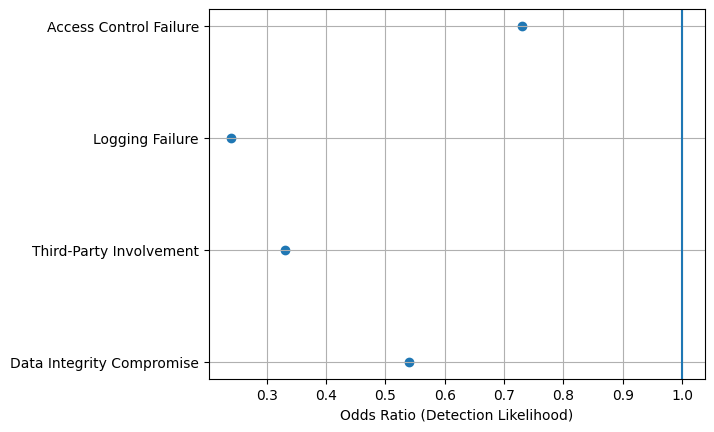 Access Control Failure
Logging Failure
Third-Party Involvement
Data Integrity Compromise
0.3 0.4 0.5 0.6 0.7 0.8 0.9 1.0
Odds Ratio (Detection Likelihood)